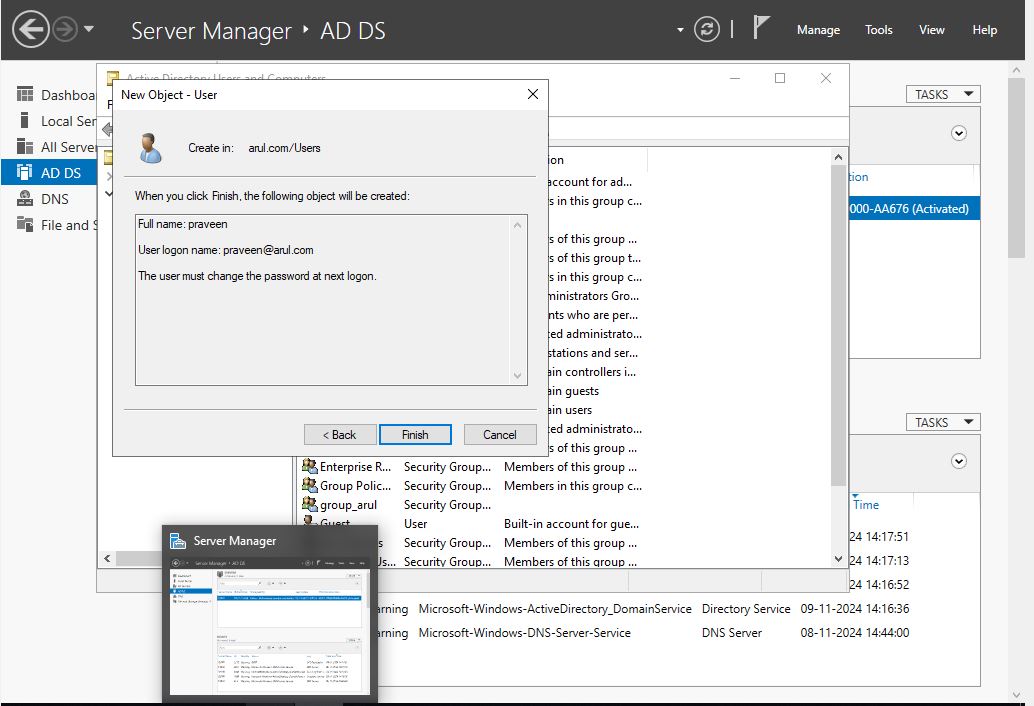 Server Manager ‣ AD DS
Manage Tools View Help
Active Directory Users and Computers
New Object - User
Create in: arul.com/Users
When you click Finish, the following object will be created:
Full name: praveen
User logon name: praveen@arul.com
The user must change the password at next logon.
< Back Finish Cancel
Dashboa
Local Ser
All Server
AD DS
DNS
File and S
TASKS
tion
000-AA676 (Activated)
ion
account for ad...
s in this group c...
s of this group ...
s of this group t...
s in this group c...
ministrators Gro...
nts who are per...
ed administrato...
stations and ser...
ain controllers i...
ain guests
ain users
ed administrato...
s of this group ...
Enterprise R... Security Group... Members of this group ...
Group Polic... Security Group... Members in this group c...
group_arul Security Group...
Guest User Built-in account for gue...
s Security Group... Members in this group c...
Us... Security Group... Members of this group ...
TASKS
Time
24 14:17:51
24 14:17:13
24 14:16:52
arning Microsoft-Windows-ActiveDirectory_DomainService Directory Service 09-11-2024 14:16:36
arning Microsoft-Windows-DNS-Server-Service DNS Server 08-11-2024 14:44:00
Server Manager